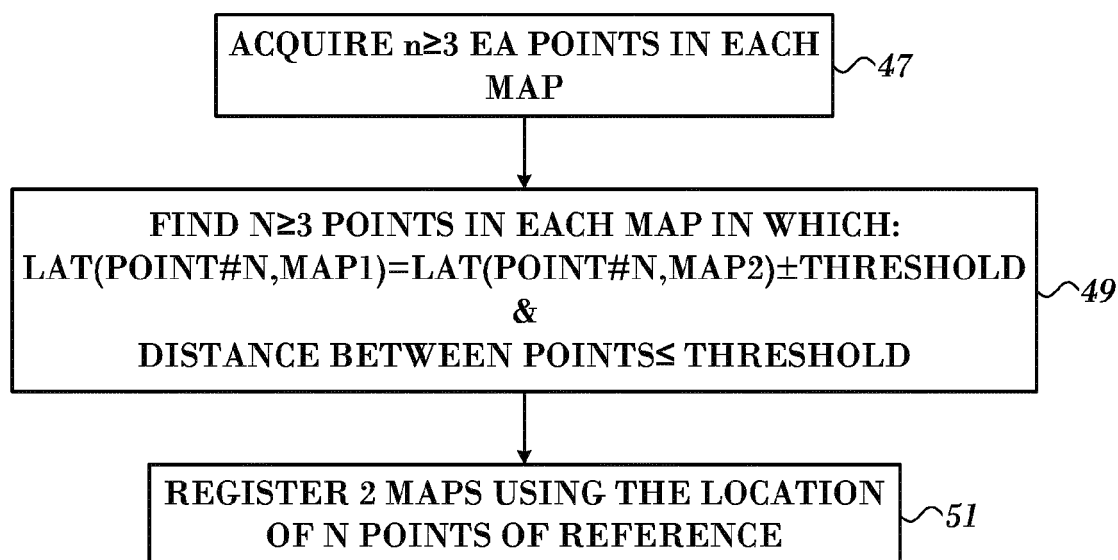 ACQUIRE n≥3 EA POINTS IN EACH
MAP
47
FIND N≥3 POINTS IN EACH MAP IN WHICH:
LAT(POINT#N,MAP1)=LAT(POINT#N,MAP2)±THRESHOLD
&
DISTANCE BETWEEN POINTS≤ THRESHOLD
49
REGISTER 2 MAPS USING THE LOCATION
OF N POINTS OF REFERENCE
51